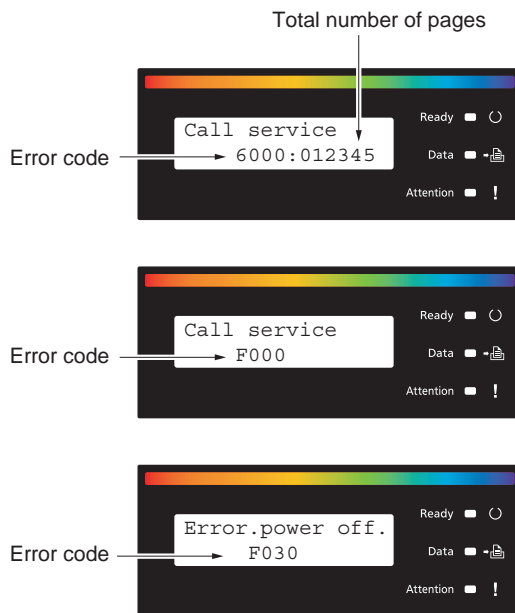 Total number of pages
Ready
Call service
Error code
6000:012345
Data
Attention
Ready
Call service
Error code
F000
Data
Attention
Ready
Error.power off.
Error code
F030
Data
Attention